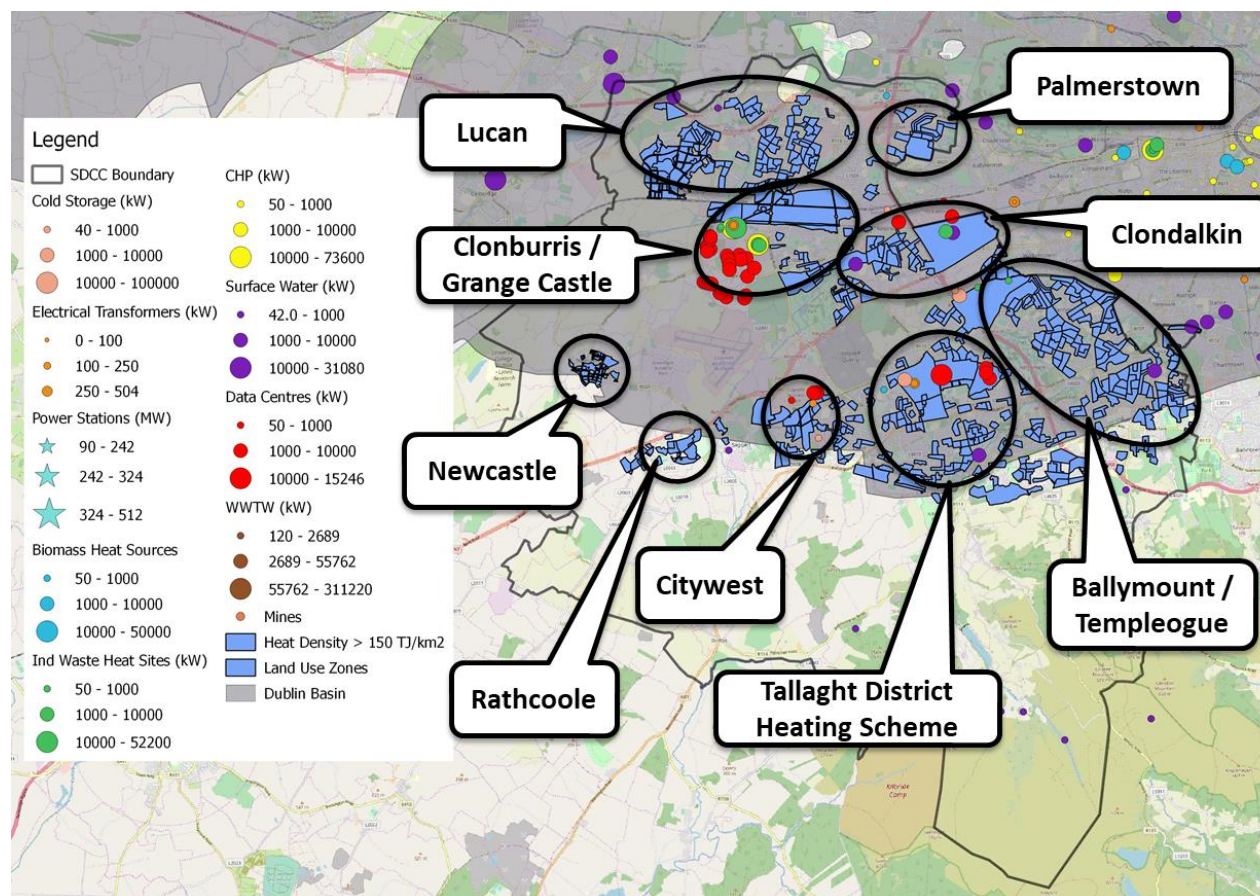 Legend
SDCC Boundary
Cold Storage (kW)
40 - 1000
1000 - 10000
10000 - 100000
Electrical Transformers (kW)
0 - 100
100 - 250
250 - 504
Power Stations (MW)
90 - 242
242 - 324
324 - 512
Biomass Heat Sources
50 - 1000
1000 - 10000
10000 - 50000
Ind Waste Heat Sites (kW)
50 - 1000
1000 - 10000
10000 - 52200
CHP (kW)
50 - 1000
1000 - 10000
10000 - 73600
Surface Water (kW)
42.0 - 1000
1000 - 10000
10000 - 31080
Data Centres (kW)
50 - 1000
1000 - 10000
10000 - 15246
WWTW (kW)
120 - 2689
2689 - 55762
55762 - 311220
Mines
Heat Density > 150 TJ/km2
Land Use Zones
Dublin Basin
Lucan
Palmerstown
Clonburris /
Grange Castle
Clondalkin
Newcastle
Rathcoole
Citywest
Tallaght District
Heating Scheme
Ballymount /
Templeogue
Kilbride
Camp